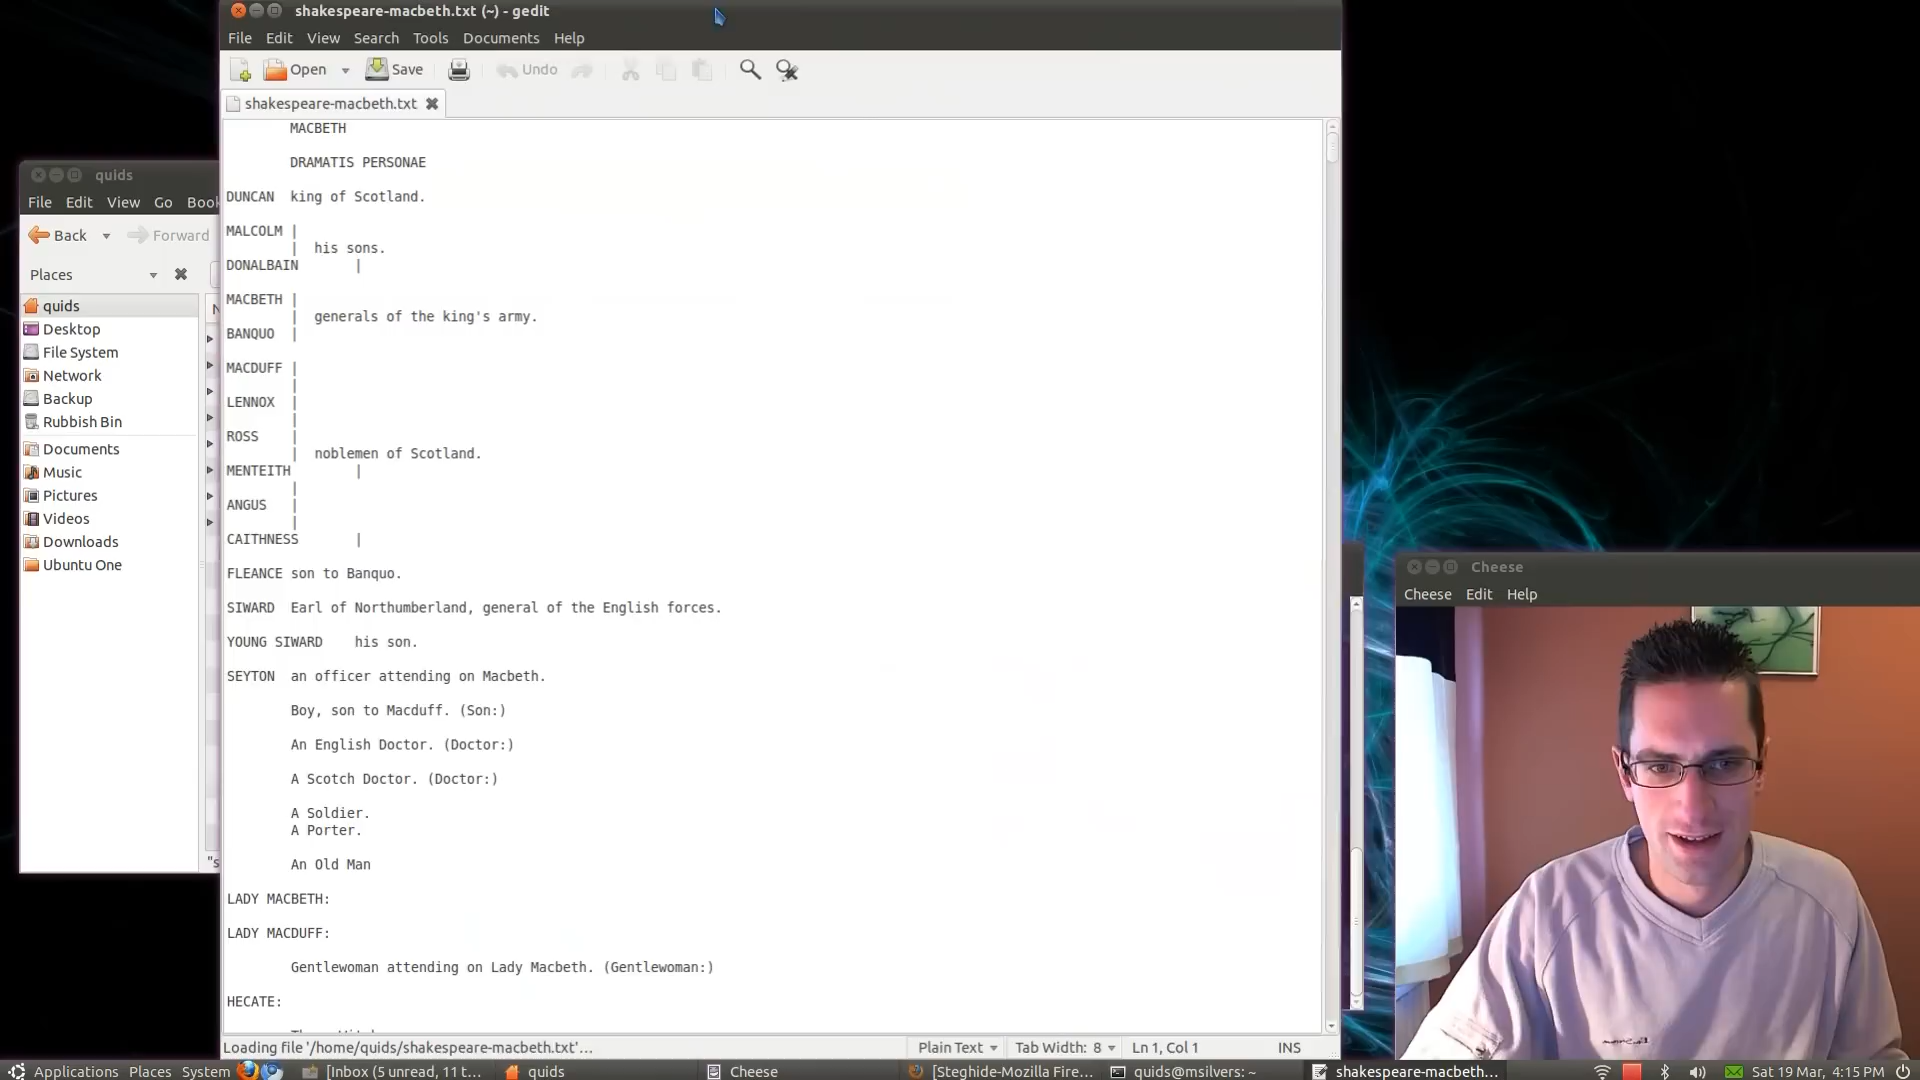 shakespeare-macbeth.txt (~) - gedit
File Edit View Search Tools Documents Help
Open Save Undo
shakespeare-macbeth.txt
MACBETH
DRAMATIS PERSONAE
DUNCAN king of Scotland.
MALCOLM |
| his sons.
DONALBAIN |
MACBETH |
| generals of the king's army.
BANQUO |
MACDUFF |
|
LENNOX |
|
ROSS |
| noblemen of Scotland.
MENTEITH |
|
ANGUS |
|
CAITHNESS |
FLEANCE son to Banquo.
SIWARD Earl of Northumberland, general of the English forces.
YOUNG SIWARD his son.
SEYTON an officer attending on Macbeth.
Boy, son to Macduff. (Son:)
An English Doctor. (Doctor:)
A Scotch Doctor. (Doctor:)
A Soldier.
A Porter.
An Old Man
LADY MACBETH:
LADY MACDUFF:
Gentlewoman attending on Lady Macbeth. (Gentlewoman:)
HECATE:
Loading file '/home/quids/shakespeare-macbeth.txt'...
Plain Text Tab Width: 8 Ln 1, Col 1 INS
quids
File Edit View Go Book
Back Forward
Places
quids
Desktop
File System
Network
Backup
Rubbish Bin
Documents
Music
Pictures
Videos
Downloads
Ubuntu One
"s
Cheese
Cheese Edit Help
Applications Places System
[Inbox (5 unread, 11 t...
quids
Cheese
[Steghide-Mozilla Fire...
quids@msilvers: ~
shakespeare-macbeth...
Sat 19 Mar, 4:15 PM